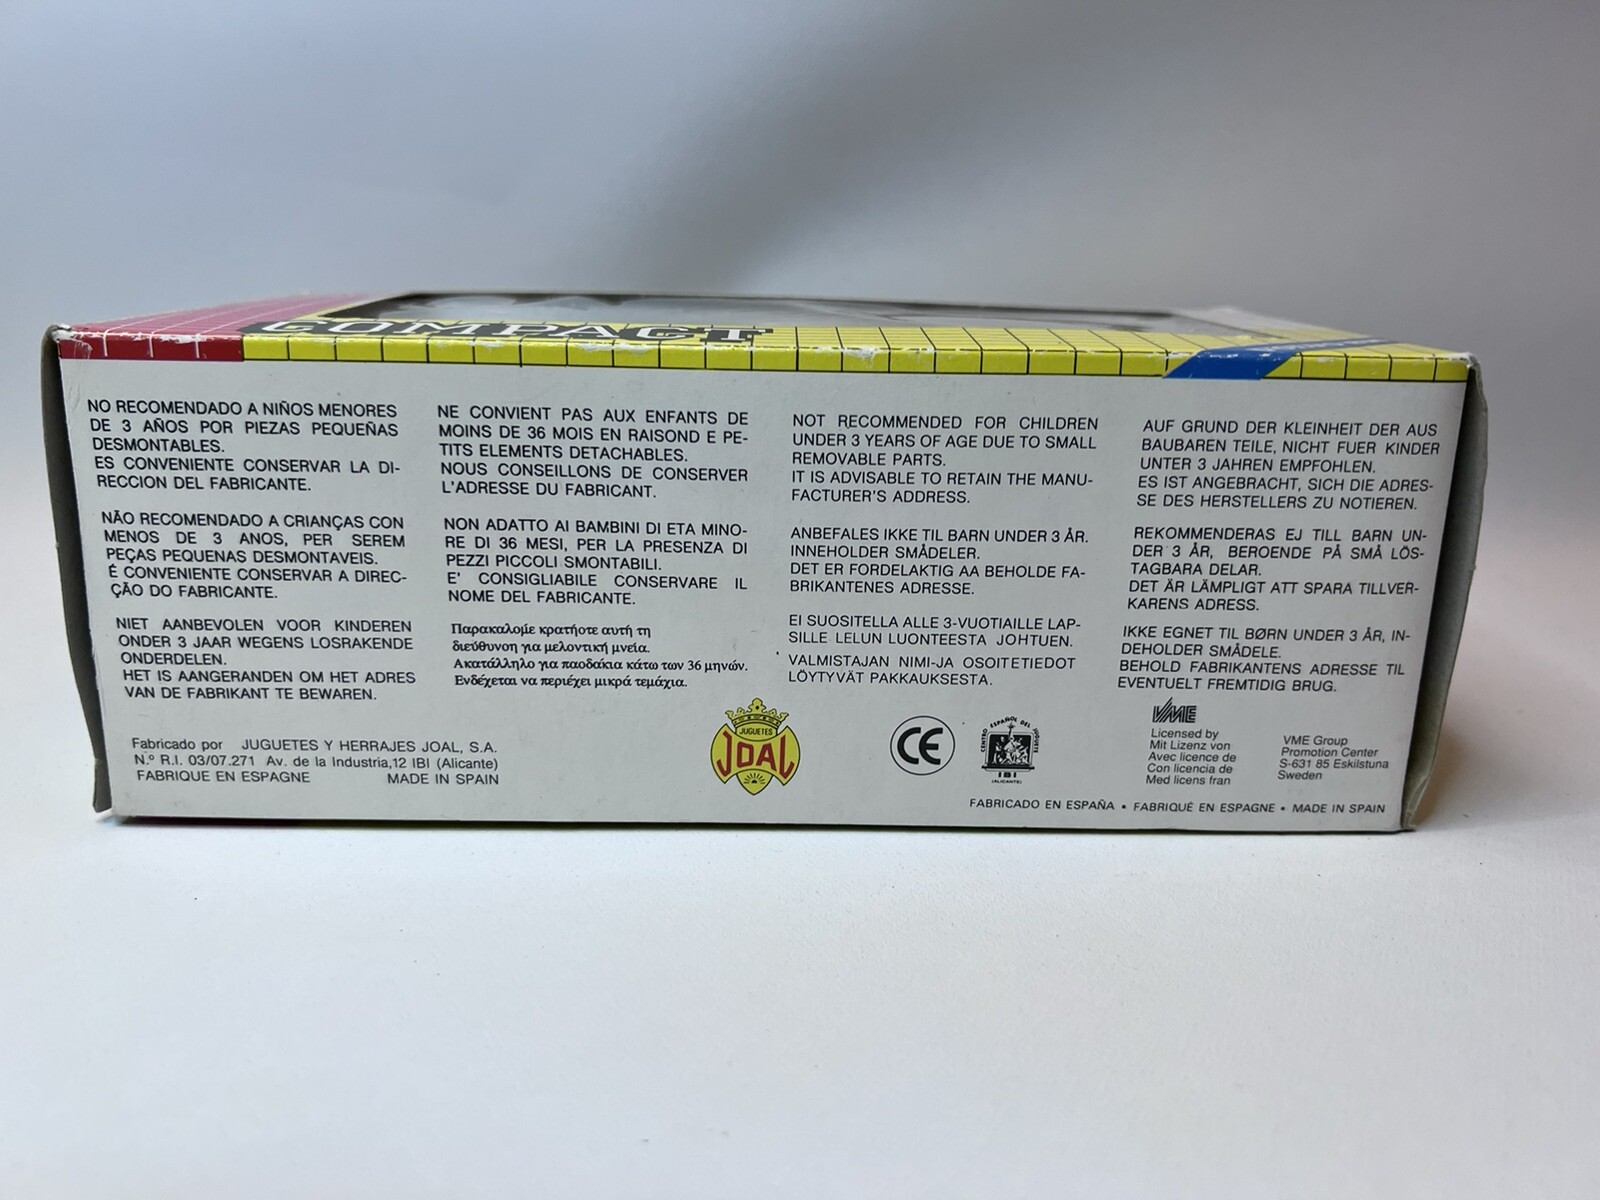 COMPACT
NO RECOMENDADO A NIÑOS MENORES
DE 3 AÑOS POR PIEZAS PEQUEÑAS
DESMONTABLES.
ES CONVENIENTE CONSERVAR LA DI-
RECCION DEL FABRICANTE.
NÃO RECOMENDADO A CRIANÇAS CON
MENOS DE 3 ANOS, PER SEREM
PEÇAS PEQUENAS DESMONTAVEIS.
É CONVENIENTE CONSERVAR A DIREC-
ÇÃO DO FABRICANTE.
NIET AANBEVOLEN VOOR KINDEREN
ONDER 3 JAAR WEGENS LOSRAKENDE
ONDERDELEN.
HET IS AANGERANDEN OM HET ADRES
VAN DE FABRIKANT TE BEWAREN.
NE CONVIENT PAS AUX ENFANTS DE
MOINS DE 36 MOIS EN RAISOND E PE-
TITS ELEMENTS DETACHABLES.
NOUS CONSEILLONS DE CONSERVER
L'ADRESSE DU FABRICANT.
NON ADATTO AI BAMBINI DI ETA MINO-
RE DI 36 MESI, PER LA PRESENZA DI
PEZZI PICCOLI SMONTABILI.
E' CONSIGLIABILE CONSERVARE IL
NOME DEL FABRICANTE.
Παρακαλομέ κρατήοτε αυτή τη
διεύθυνοη για μελοντική μνεία.
Ακατάλληλο για παοδάκια κάτω των 36 μηνών.
Ενδέχεται να περιέχει μικρά τεμάχια.
NOT RECOMMENDED FOR CHILDREN
UNDER 3 YEARS OF AGE DUE TO SMALL
REMOVABLE PARTS.
IT IS ADVISABLE TO RETAIN THE MANU-
FACTURER'S ADDRESS.
ANBEFALES IKKE TIL BARN UNDER 3 ÅR.
INNEHOLDER SMÅDELER.
DET ER FORDELAKTIG AA BEHOLDE FA-
BRIKANTENES ADRESSE.
EI SUOSITELLA ALLE 3-VUOTIAILLE LAP-
SILLE LELUN LUONTEESTA JOHTUEN.
VALMISTAJAN NIMI-JA OSOITETIEDOT
LÖYTYVÄT PAKKAUKSESTA.
AUF GRUND DER KLEINHEIT DER AUS
BAUBAREN TEILE, NICHT FUER KINDER
UNTER 3 JAHREN EMPFOHLEN.
ES IST ANGEBRACHT, SICH DIE ADRES-
SE DES HERSTELLERS ZU NOTIEREN.
REKOMMENDERAS EJ TILL BARN UN-
DER 3 ÅR, BEROENDE PÅ SMÅ LÖS-
TAGBARA DELAR.
DET ÄR LÄMPLIGT ATT SPARA TILLVER-
KARENS ADRESS.
IKKE EGNET TIL BØRN UNDER 3 ÅR, IN-
DEHOLDER SMÅDELE.
BEHOLD FABRIKANTENS ADRESSE TIL
EVENTUELT FREMTIDIG BRUG.
Fabricado por JUGUETES Y HERRAJES JOAL, S.A.
N.º R.I. 03/07.271 Av. de la Industria,12 IBI (Alicante)
FABRIQUE EN ESPAGNE MADE IN SPAIN
JUGUETES
JOAL
CE
CENTRO ESPAÑOL DEL JUGUETE
IBI
(ALICANTE)
VME
Licensed by
Mit Lizenz von
Avec licence de
Con licencia de
Med licens fran
VME Group
Promotion Center
S-631 85 Eskilstuna
Sweden
FABRICADO EN ESPAÑA • FABRIQUÉ EN ESPAGNE • MADE IN SPAIN